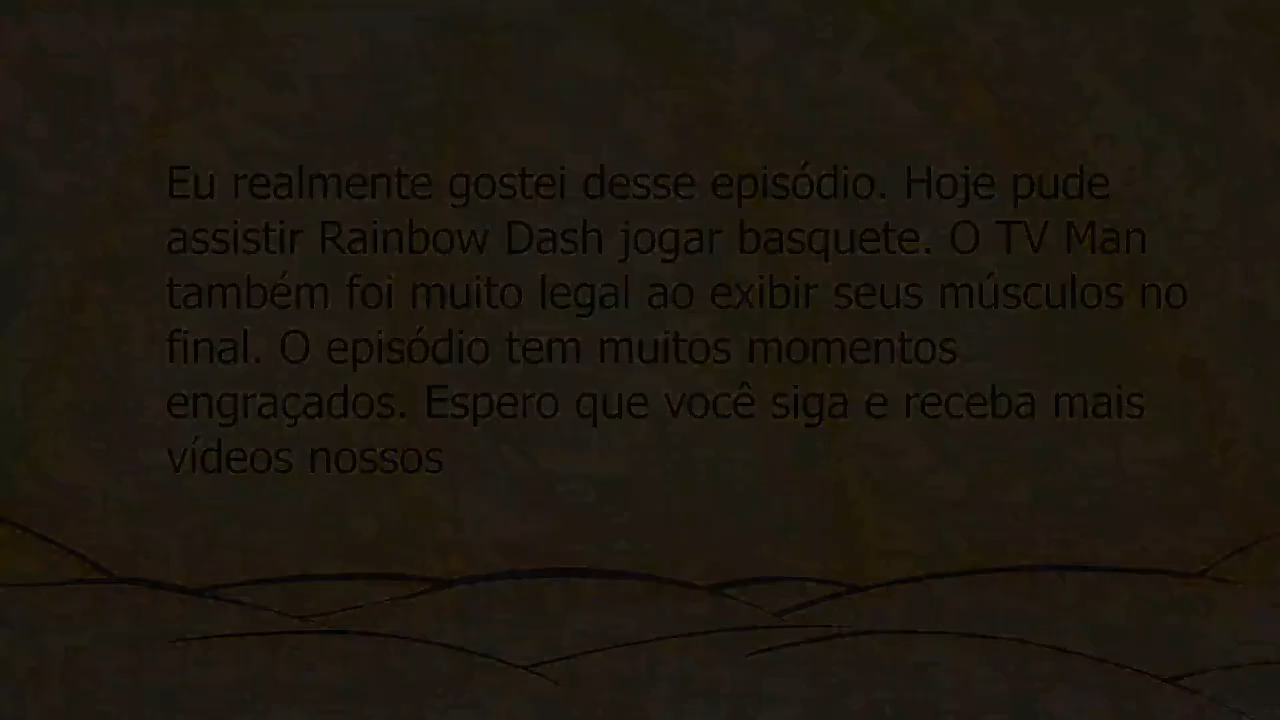 Eu realmente gostei desse episódio. Hoje pude
assistir Rainbow Dash jogar basquete. O TV Man
também foi muito legal ao exibir seus músculos no
final. O episódio tem muitos momentos
engraçados. Espero que você siga e receba mais
vídeos nossos